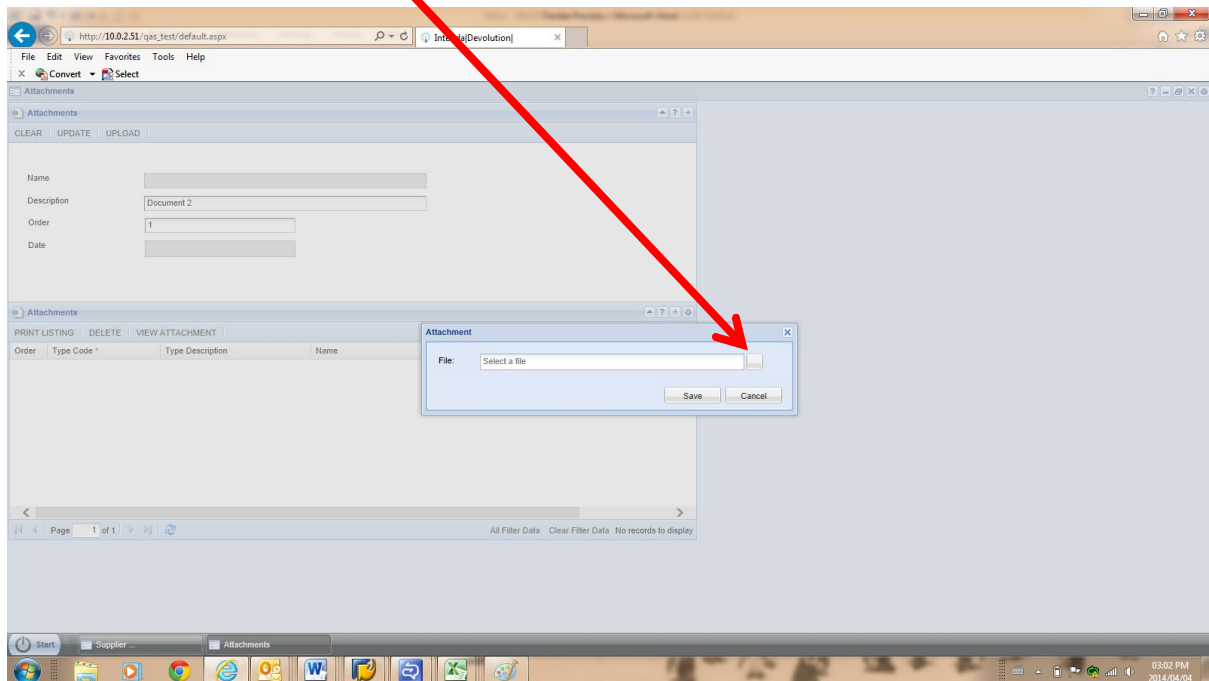 http://10.0.2.51/qas_test/default.aspx
File Edit View Favorites Tools Help
X Convert Select
Attachments
Attachments
CLEAR UPDATE UPLOAD
Name
Description Document 2
Order 1
Date
Attachments
PRINT LISTING DELETE VIEW ATTACHMENT
Order Type Code * Type Description Name
Attachment
File: Select a file
Save Cancel
Page 1 of 1 All Filter Data Clear Filter Data No records to display
Start Supplier ... Attachments
03:02 PM
2014/04/04